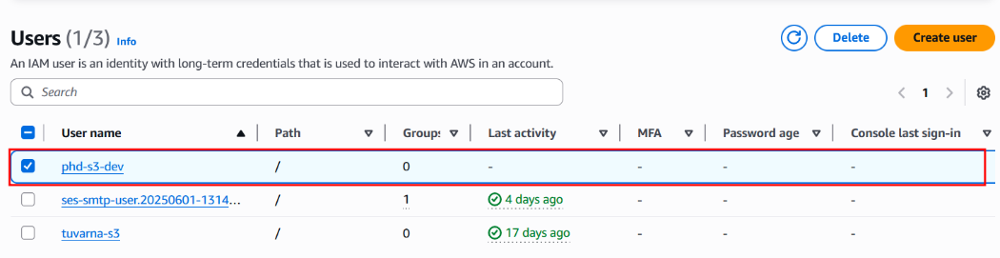 Users (1/3) Info
Delete
Create user
An IAM user is an identity with long-term credentials that is used to interact with AWS in an account.
Search
1
User name Path Groups Last activity MFA Password age Console last sign-in
phd-s3-dev / 0 - - - -
ses-smtp-user.20250601-1314... / 1 4 days ago - - -
tuvarna-s3 / 0 17 days ago - - -